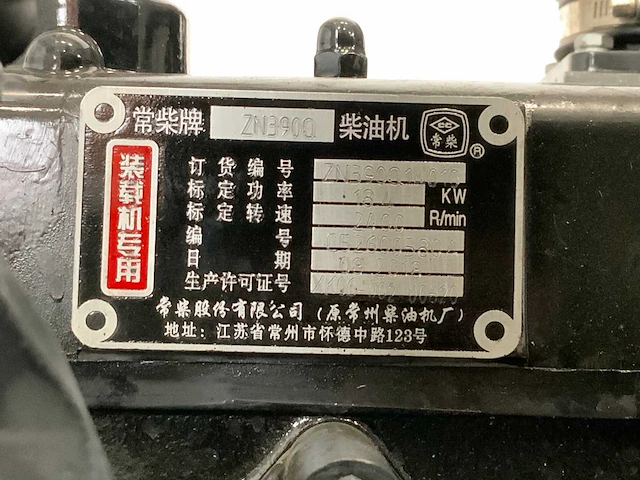 常柴牌 ZN390Q 柴油机 CC 常柴 ®
装载机专用
订货编号
标定功率 KW
标定转速 2400 R/min
编号
日期
生产许可证号
常柴股份有限公司（原常州柴油机厂）
地址：江苏省常州市怀德中路123号